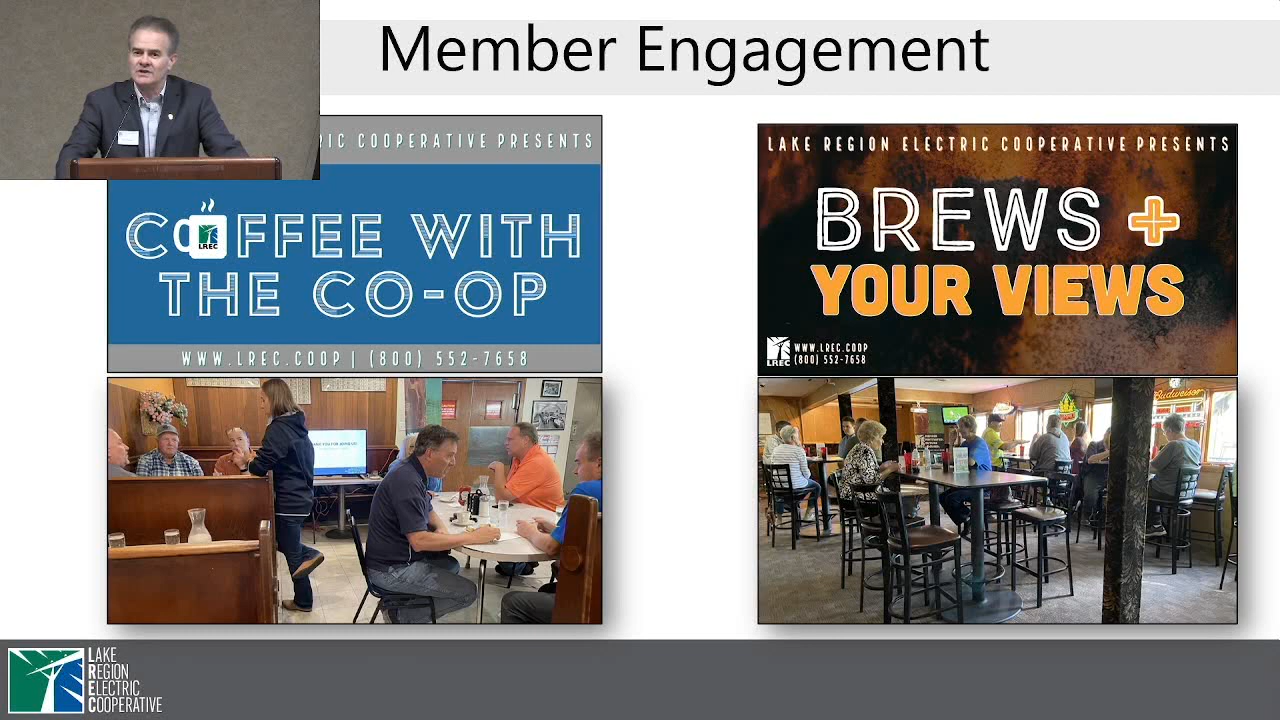 Member Engagement
RIC COOPERATIVE PRESENTS
COFFEE WITH
LREC
THE CO-OP
WWW.LREC.COOP | (800) 552-7658
LAKE REGION ELECTRIC COOPERATIVE PRESENTS
BREWS +
YOUR VIEWS
LREC
WWW.LREC.COOP
(800) 552-7658
Budweiser
LAKE
REGION
ELECTRIC
COOPERATIVE